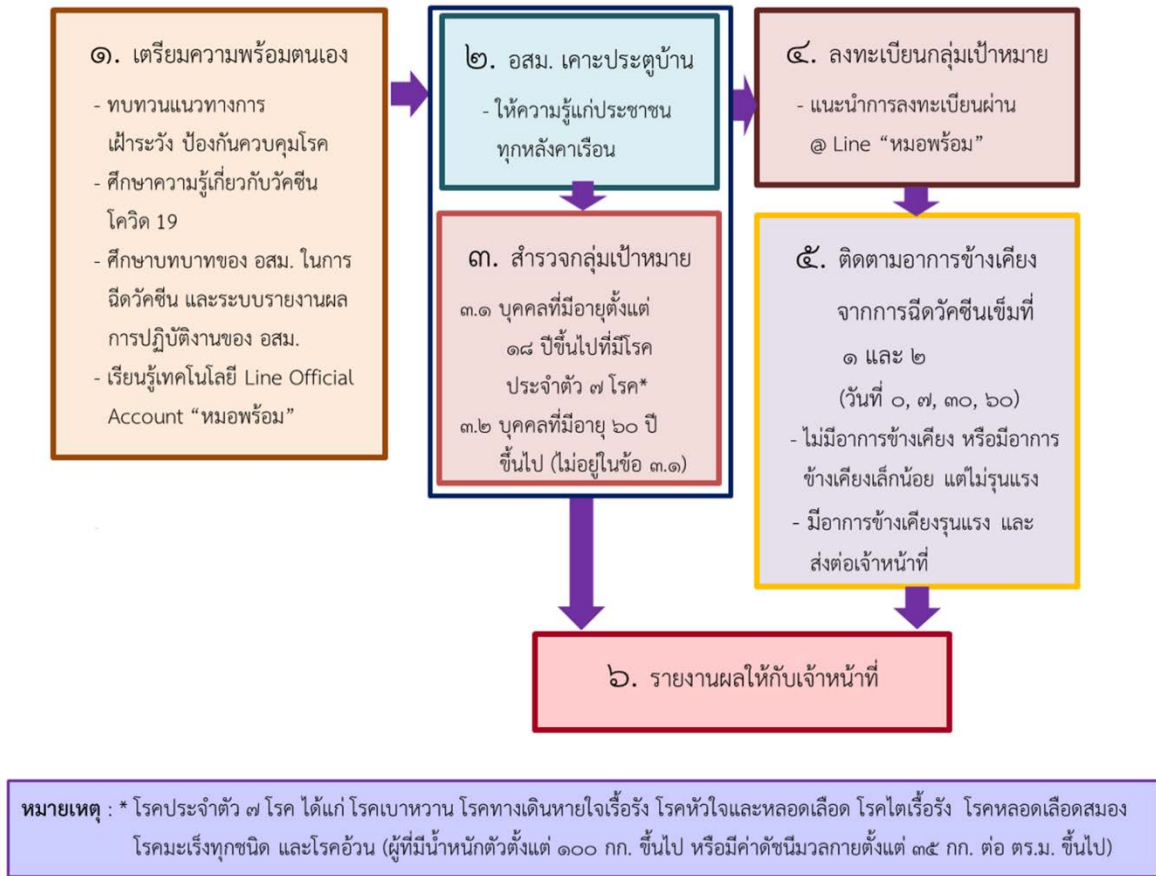 ๑. เตรียมความพร้อมตนเอง
- ทบทวนแนวทางการ
เฝ้าระวัง ป้องกันควบคุมโรค
- ศึกษาความรู้เกี่ยวกับวัคซีน
โควิด 19
- ศึกษาบทบาทของ อสม. ในการ
ฉีดวัคซีน และระบบรายงานผล
การปฏิบัติงานของ อสม.
- เรียนรู้เทคโนโลยี Line Official
Account “หมอพร้อม”
๒. อสม. เคาะประตูบ้าน
- ให้ความรู้แก่ประชาชน
ทุกหลังคาเรือน
๓. สำรวจกลุ่มเป้าหมาย
๓.๑ บุคคลที่มีอายุตั้งแต่
๑๘ ปีขึ้นไปที่มีโรค
ประจำตัว ๗ โรค*
๓.๒ บุคคลที่มีอายุ ๖๐ ปี
ขึ้นไป (ไม่อยู่ในข้อ ๓.๑)
๔. ลงทะเบียนกลุ่มเป้าหมาย
- แนะนำการลงทะเบียนผ่าน
@ Line “หมอพร้อม”
๕. ติดตามอาการข้างเคียง
จากการฉีดวัคซีนเข็มที่
๑ และ ๒
(วันที่ ๐, ๗, ๓๐, ๖๐)
- ไม่มีอาการข้างเคียง หรือมีอาการ
ข้างเคียงเล็กน้อย แต่ไม่รุนแรง
- มีอาการข้างเคียงรุนแรง และ
ส่งต่อเจ้าหน้าที่
๖. รายงานผลให้กับเจ้าหน้าที่
หมายเหตุ : * โรคประจำตัว ๗ โรค ได้แก่ โรคเบาหวาน โรคทางเดินหายใจเรื้อรัง โรคหัวใจและหลอดเลือด โรคไตเรื้อรัง โรคหลอดเลือดสมอง
โรคมะเร็งทุกชนิด และโรคอ้วน (ผู้ที่มีน้ำหนักตัวตั้งแต่ ๑๐๐ กก. ขึ้นไป หรือมีค่าดัชนีมวลกายตั้งแต่ ๓๕ กก. ต่อ ตร.ม. ขึ้นไป)